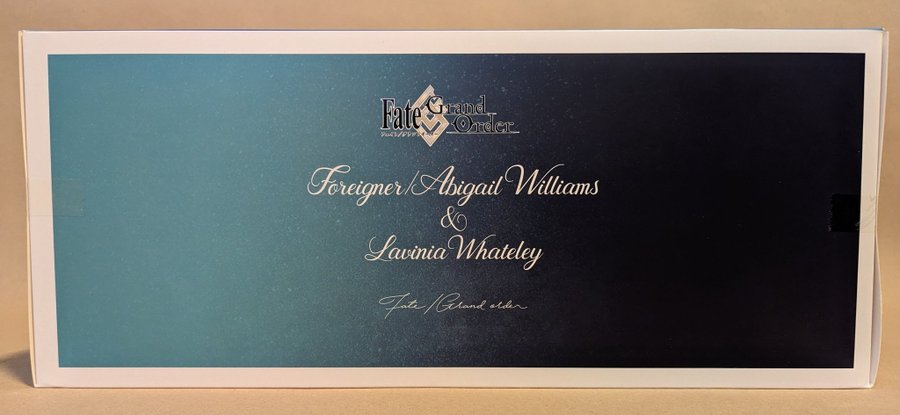 Fate Grand Order
Foreigner/Abigail Williams
&
Lavinia Whateley
Fate/Grand order